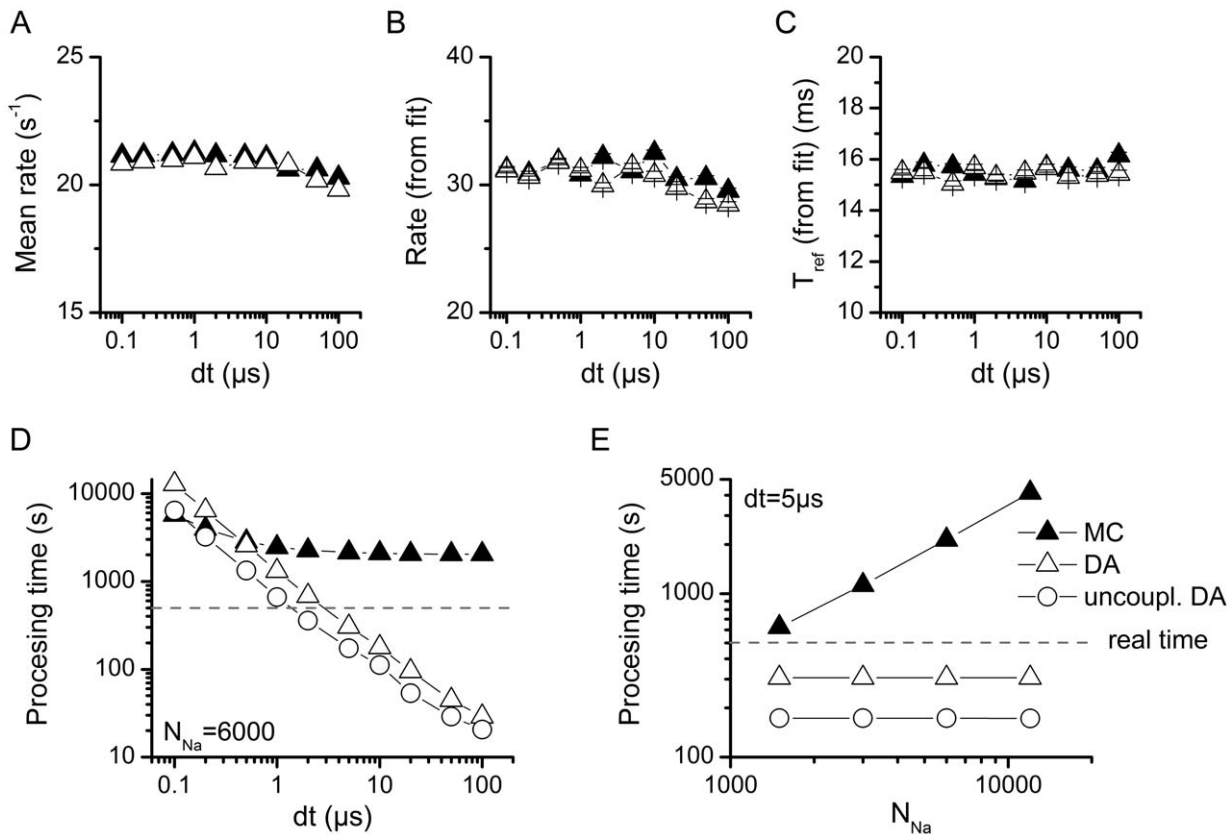 A
B
C
25
20
15
Mean rate (s⁻¹)
0.1 1 10 100
dt (µs)
40
30
20
Rate (from fit)
0.1 1 10 100
dt (µs)
20
18
16
14
12
10
T_ref (from fit) (ms)
0.1 1 10 100
dt (µs)
D
E
10000
1000
100
10
Procesing time (s)
N_Na=6000
0.1 1 10 100
dt (µs)
5000
1000
100
Procesing time (s)
dt=5µs
MC
DA
uncoupl. DA
real time
1000 10000
N_Na